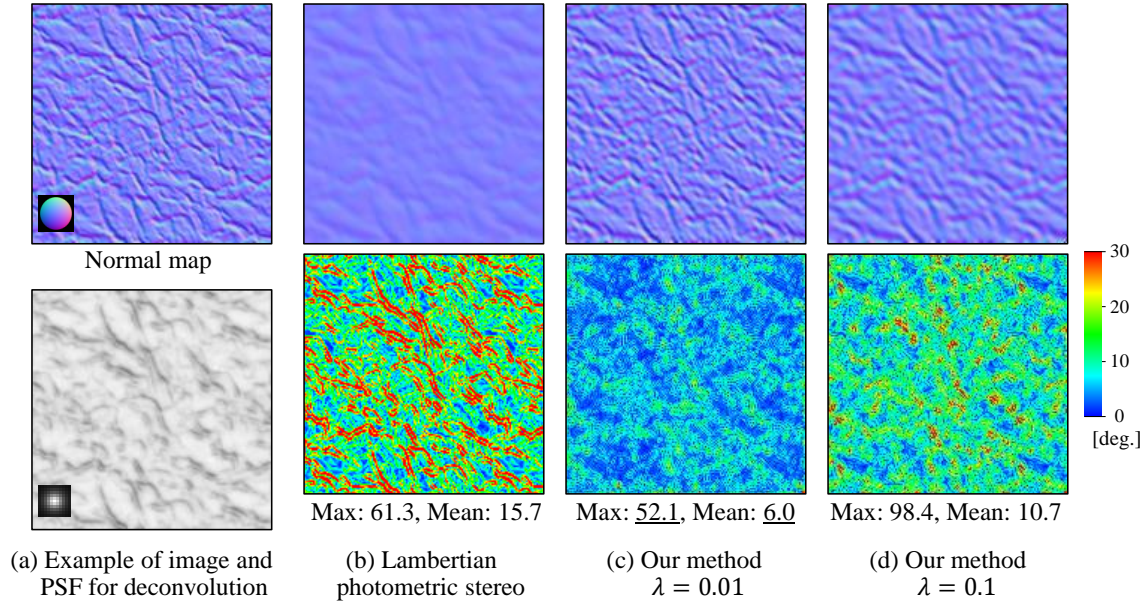 Normal map
30
20
10
0
[deg.]
Max: 61.3, Mean: 15.7
Max: 52.1, Mean: 6.0
Max: 98.4, Mean: 10.7
(a) Example of image and
PSF for deconvolution
(b) Lambertian
photometric stereo
(c) Our method
λ = 0.01
(d) Our method
λ = 0.1